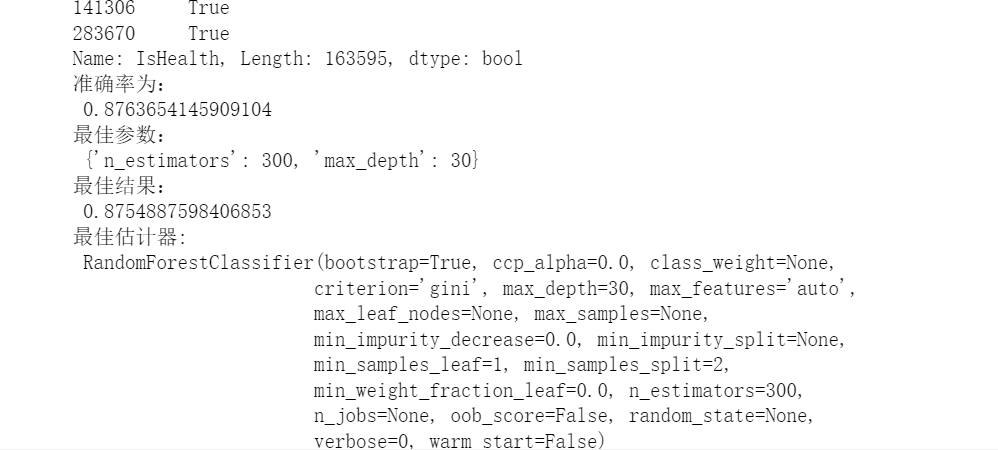 141306 True
283670 True
Name: IsHealth, Length: 163595, dtype: bool
准确率为:
0.8763654145909104
最佳参数:
{'n_estimators': 300, 'max_depth': 30}
最佳结果:
0.8754887598406853
最佳估计器:
RandomForestClassifier(bootstrap=True, ccp_alpha=0.0, class_weight=None,
criterion='gini', max_depth=30, max_features='auto',
max_leaf_nodes=None, max_samples=None,
min_impurity_decrease=0.0, min_impurity_split=None,
min_samples_leaf=1, min_samples_split=2,
min_weight_fraction_leaf=0.0, n_estimators=300,
n_jobs=None, oob_score=False, random_state=None,
verbose=0, warm_start=False)